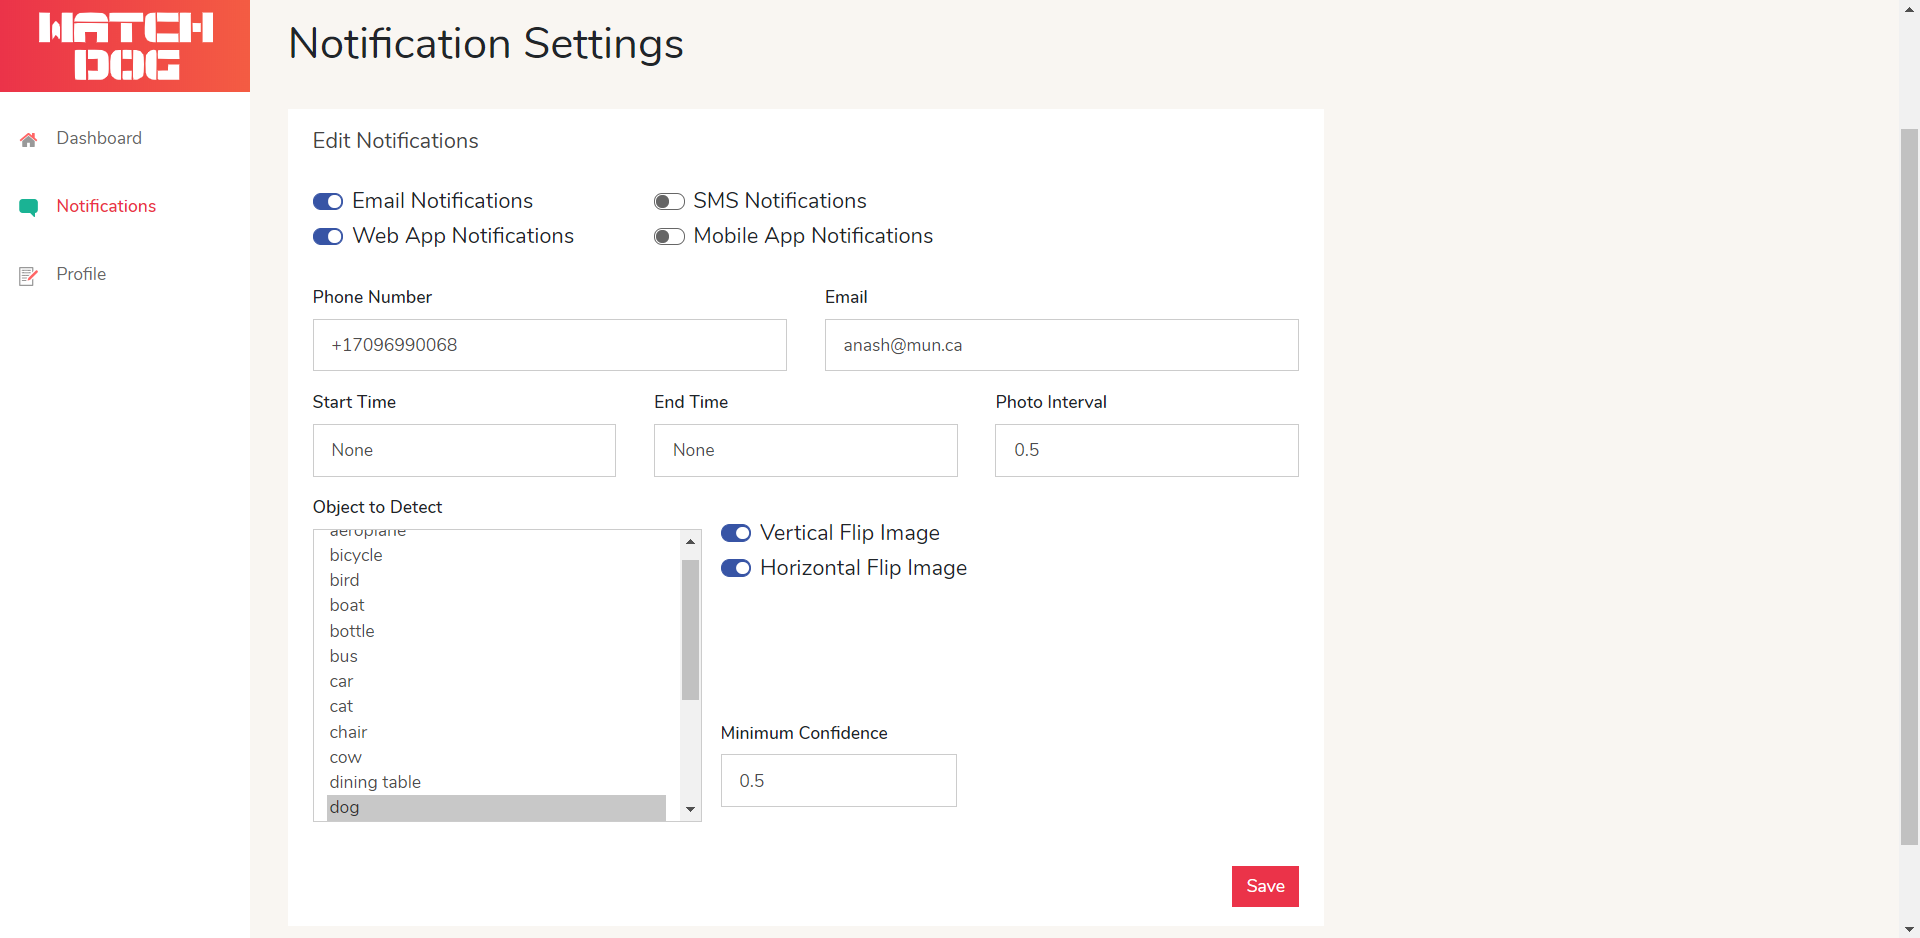 WATCH
DOG
Notification Settings
Dashboard
Notifications
Profile
Edit Notifications
Email Notifications
SMS Notifications
Web App Notifications
Mobile App Notifications
Phone Number
Email
+17096990068
anash@mun.ca
Start Time
End Time
Photo Interval
None
None
0.5
Object to Detect
aeroplane
bicycle
bird
boat
bottle
bus
car
cat
chair
cow
dining table
dog
Vertical Flip Image
Horizontal Flip Image
Minimum Confidence
0.5
Save